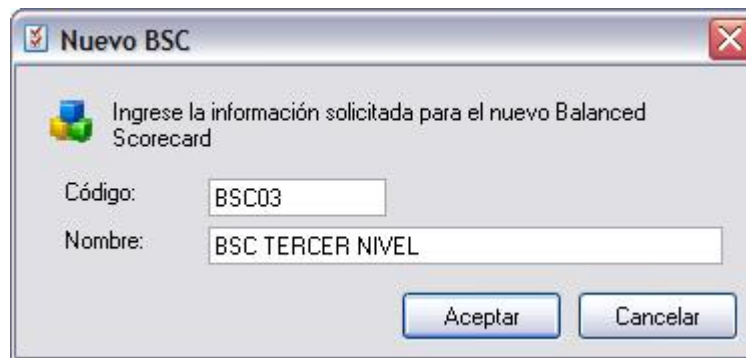 Nuevo BSC
Ingrese la información solicitada para el nuevo Balanced
Scorecard
Código: BSC03
Nombre: BSC TERCER NIVEL
Aceptar Cancelar